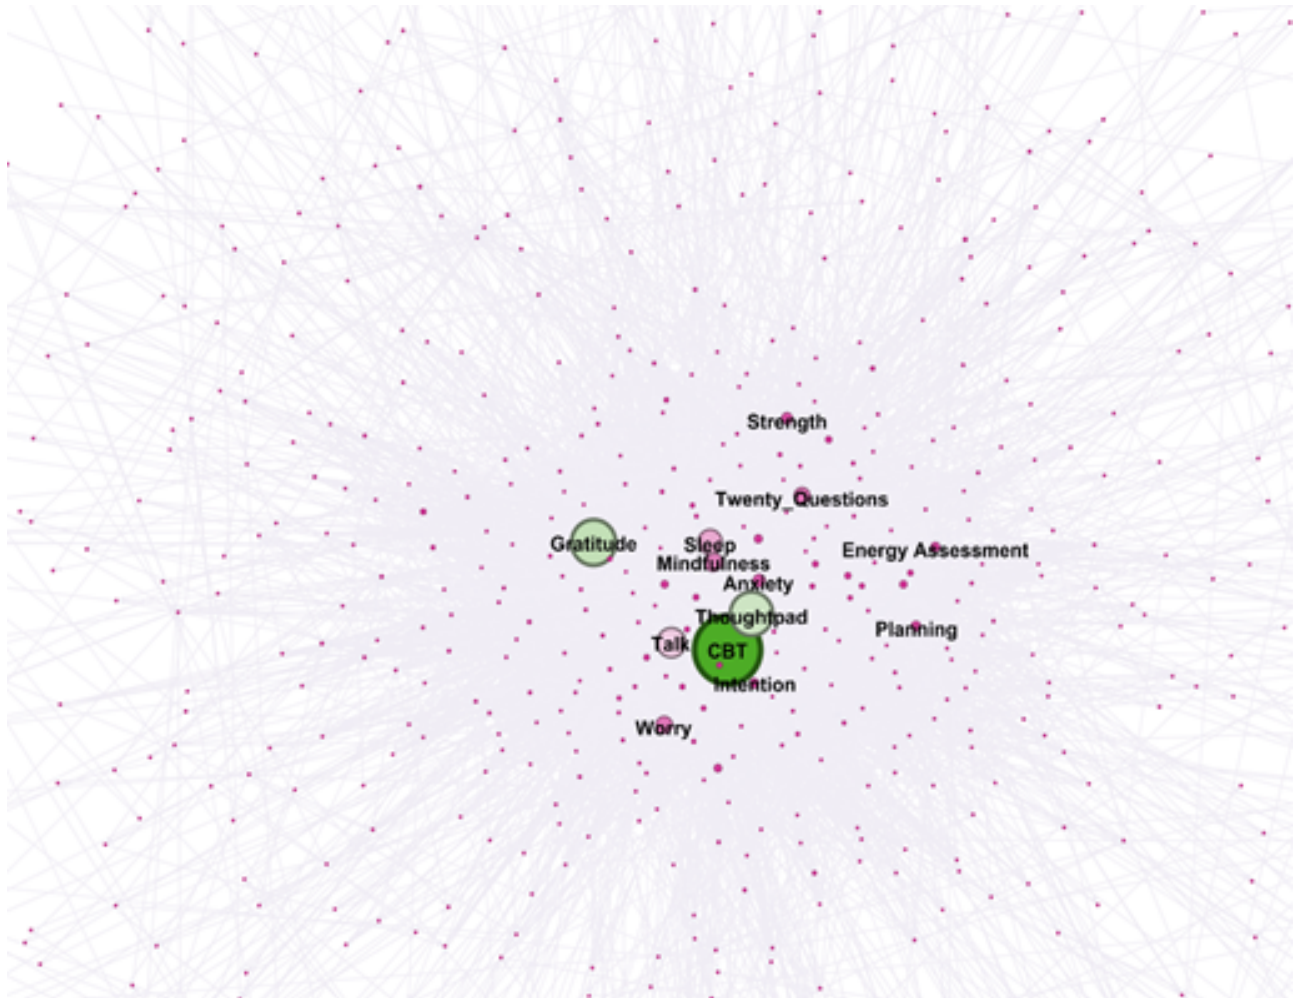 Strength
Twenty_Questions
Gratitude
Sleep
Energy Assessment
Mindfulness
Anxiety
Thoughtpad
Planning
Talk
CBT
Intention
Worry